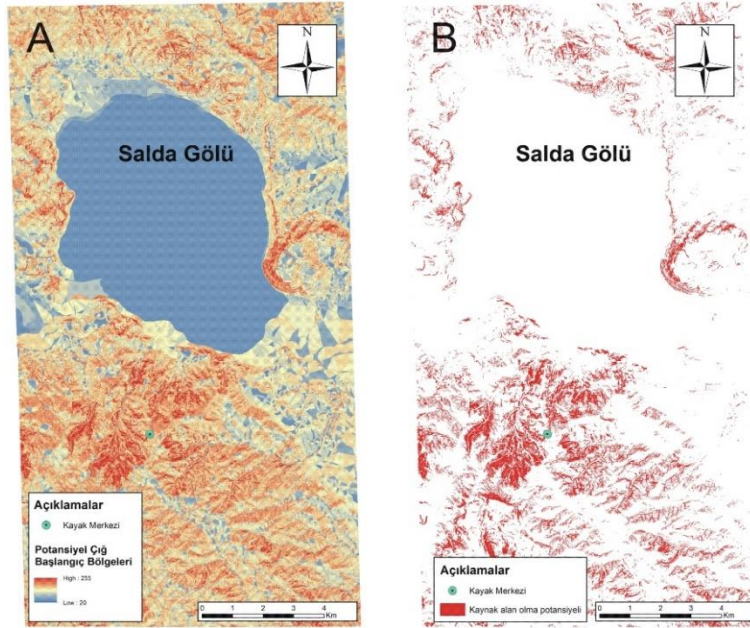 A
N
Salda Gölü
Açıklamalar
Kayak Merkezi
Potansiyel Çığ
Başlangıç Bölgeleri
High : 255
Low : 20
0 1 2 3 4
Km
B
N
Salda Gölü
Açıklamalar
Kayak Merkezi
Kaynak alan olma potansiyeli
0 1 2 3 4
Km